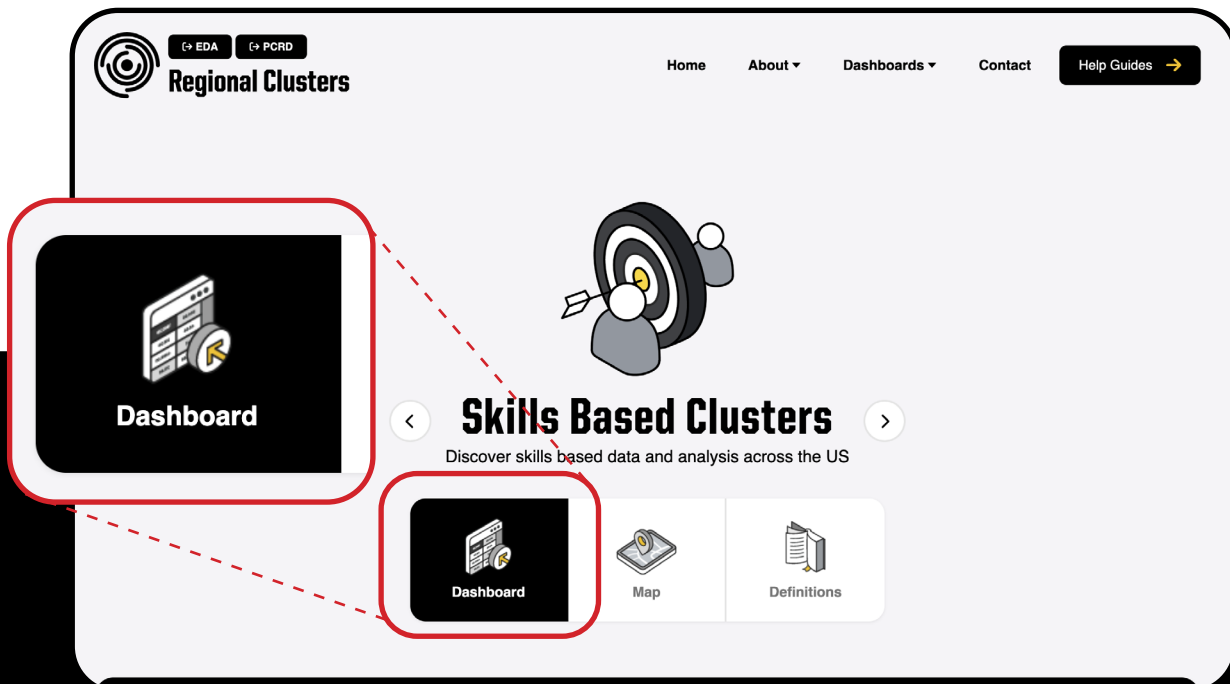 EDA PCRD
Regional Clusters
Home About Dashboards Contact Help Guides
Dashboard
Skills Based Clusters
Discover skills based data and analysis across the US
Dashboard Map Definitions